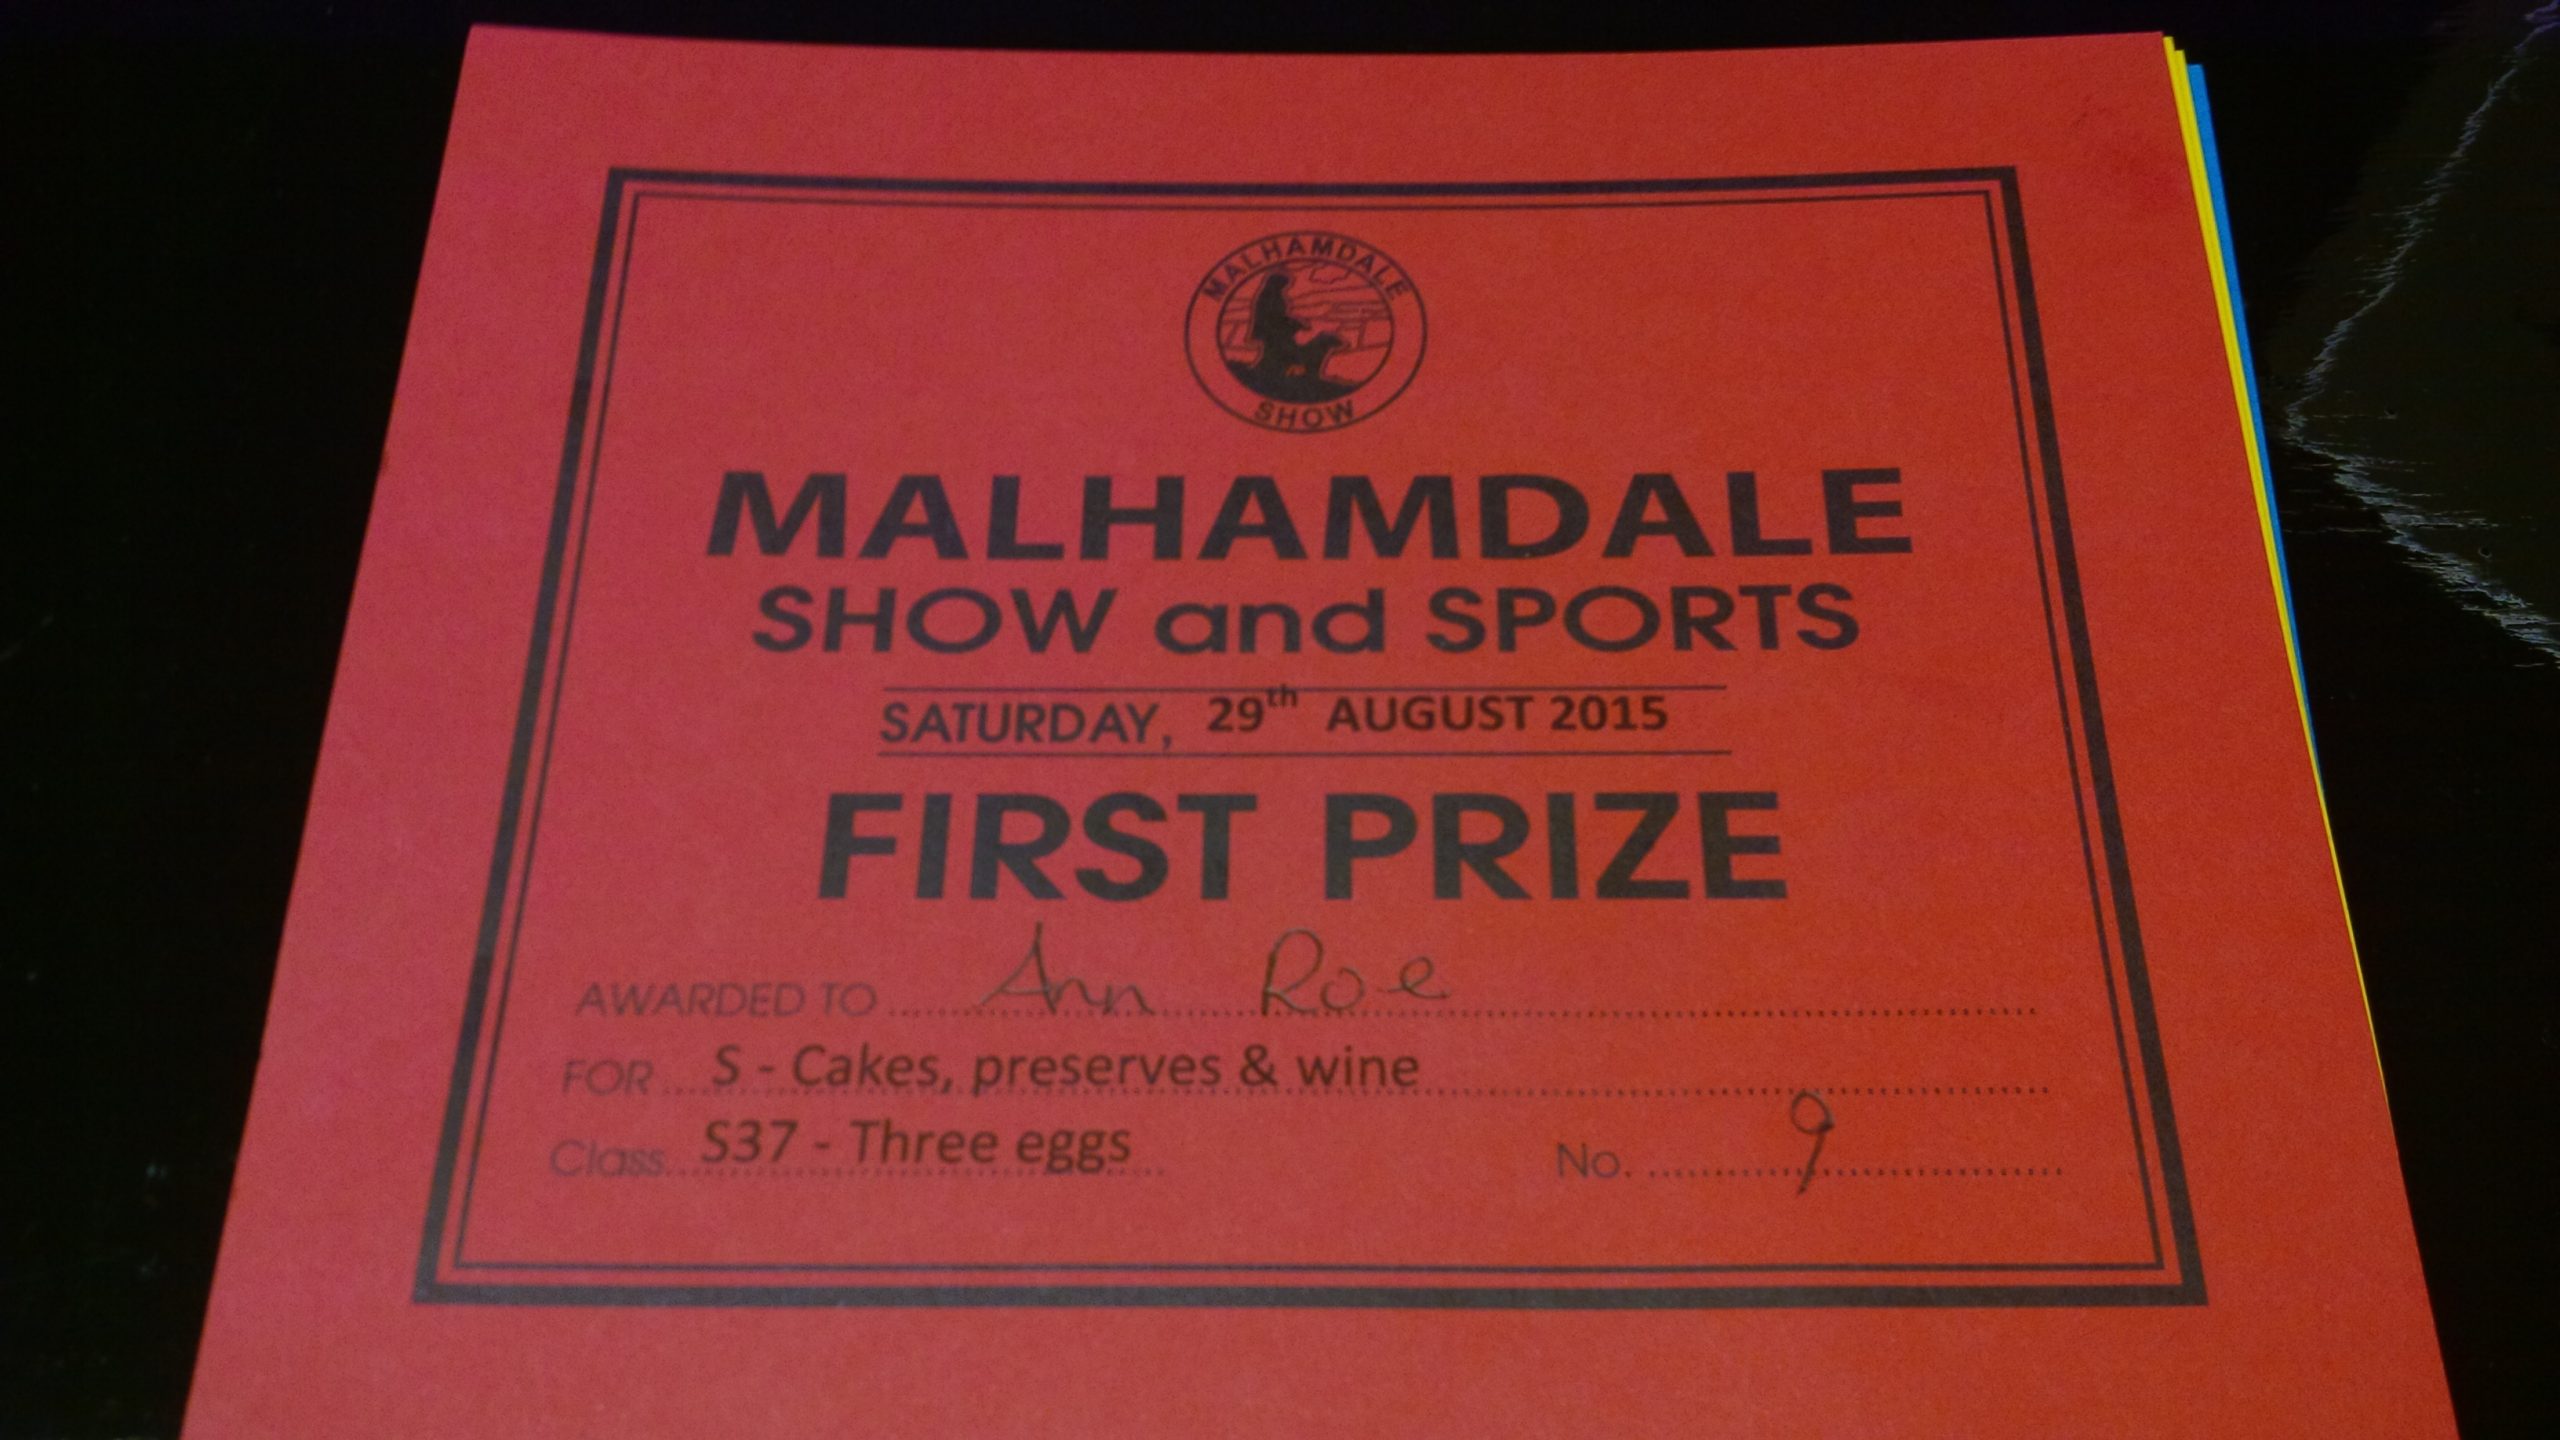 MALHAMDALE
SHOW
MALHAMDALE
SHOW and SPORTS
SATURDAY, 29th AUGUST 2015
FIRST PRIZE
AWARDED TO Ann Roe
FOR S - Cakes, preserves & wine
Class S37 - Three eggs No. 9